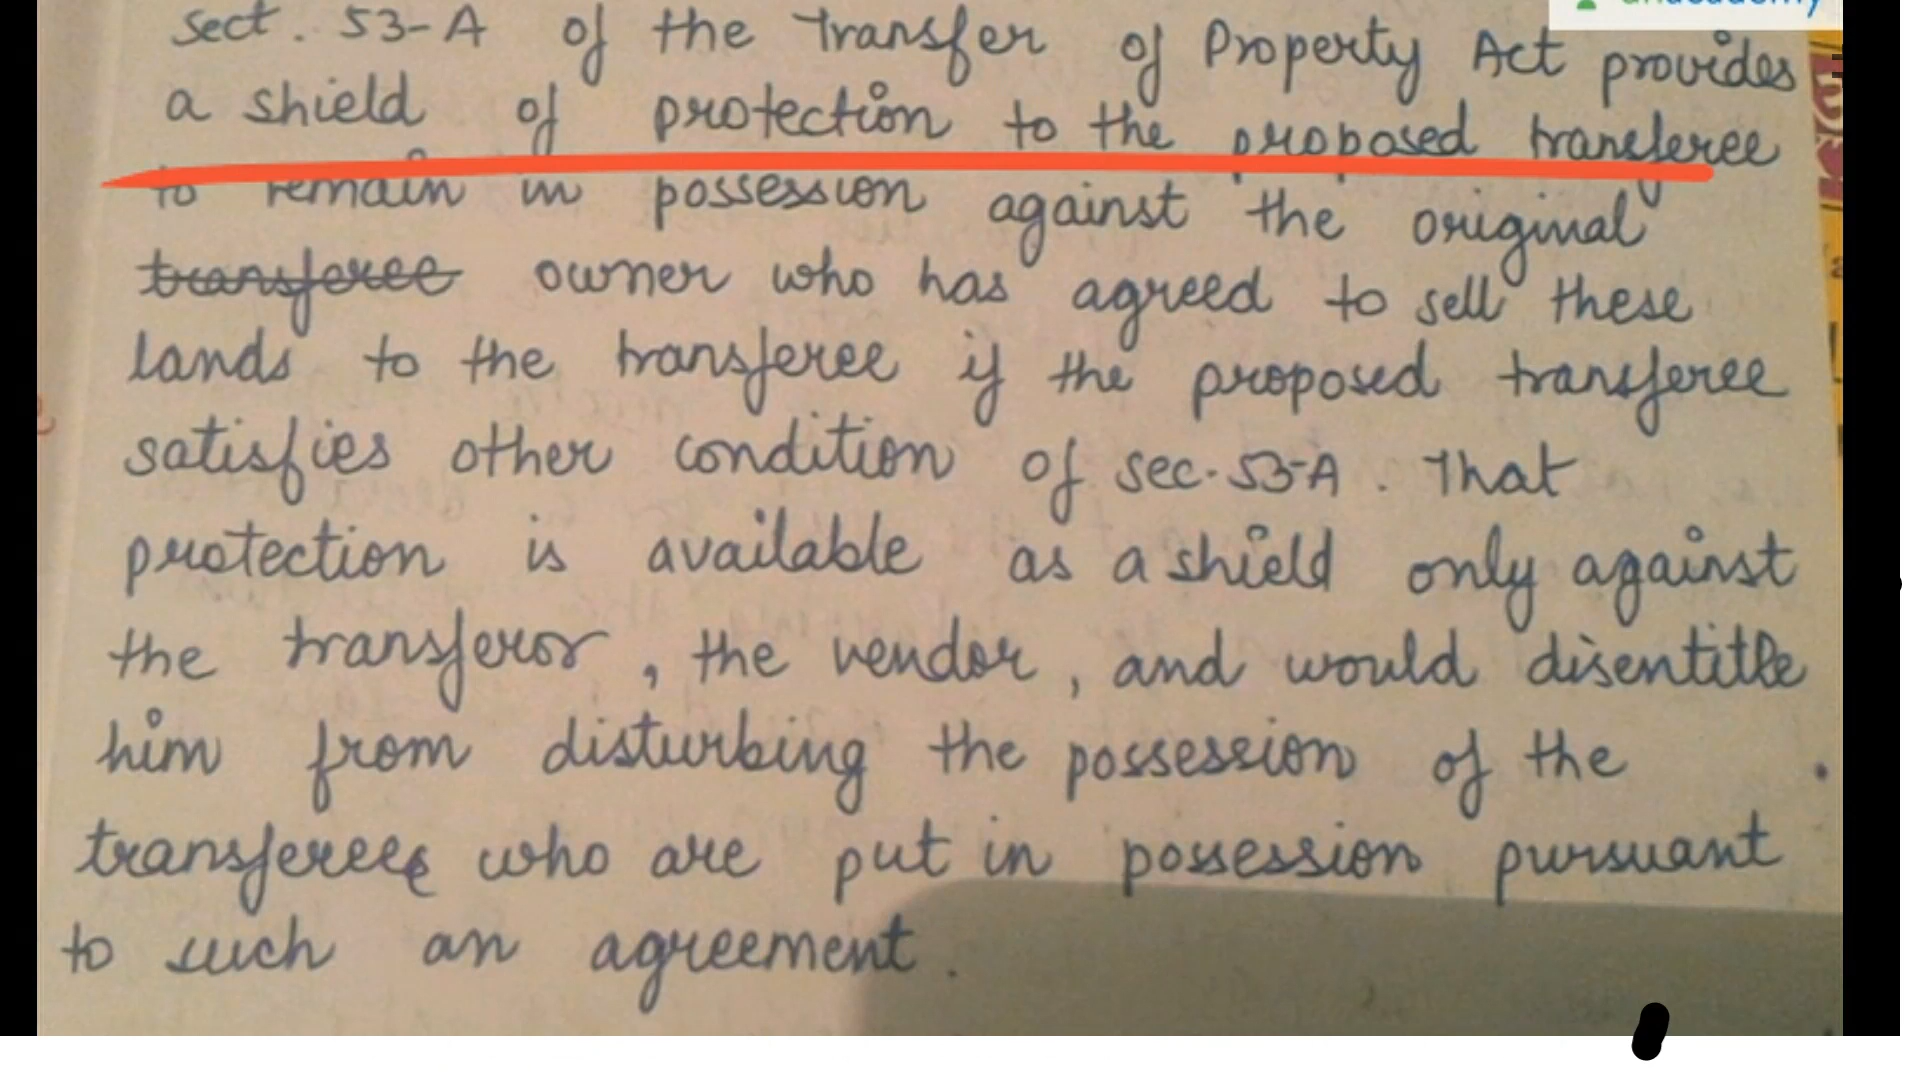 sect. 53-A of the Transfer of Property Act provides
a shield of protection to the proposed transferee
to remain in possession against the original
transferee owner who has agreed to sell these
lands to the transferee if the proposed transferee
satisfies other condition of sec-53-A. That
protection is available as a shield only against
the transferor, the vendor, and would disentitle
him from disturbing the possession of the
transferees who are put in possession pursuant
to such an agreement.